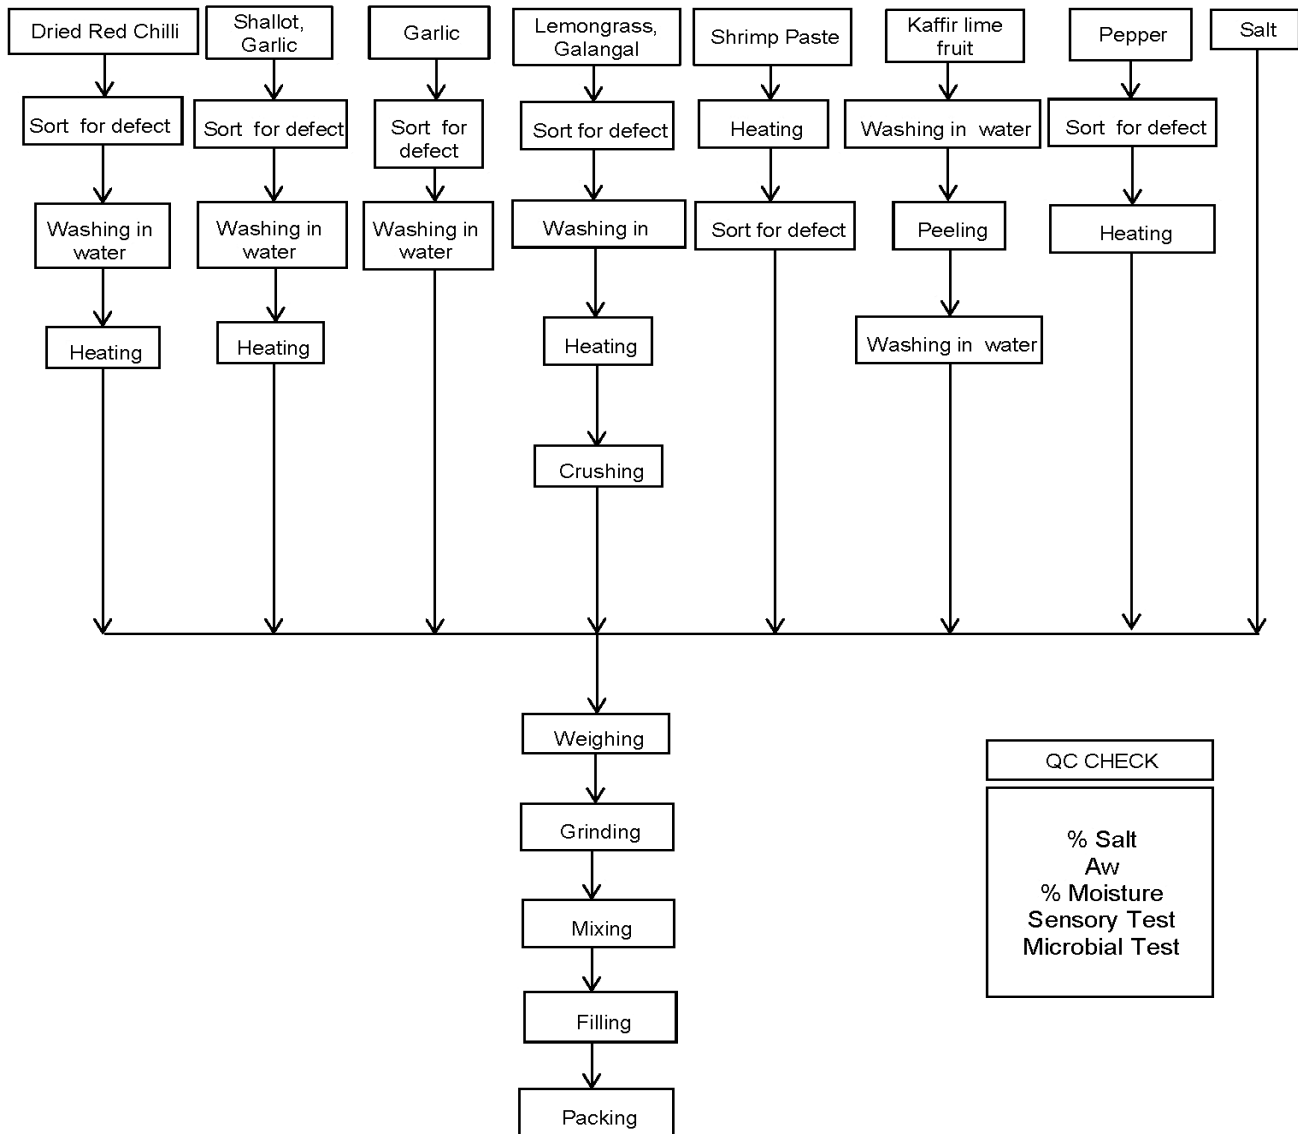 Dried Red Chilli
Shallot,
Garlic
Garlic
Lemongrass,
Galangal
Shrimp Paste
Kaffir lime
fruit
Pepper
Salt
Sort for defect
Sort for defect
Sort for
defect
Sort for defect
Heating
Washing in water
Sort for defect
Washing in
water
Washing in
water
Washing in
water
Washing in
Sort for defect
Peeling
Heating
Heating
Heating
Heating
Washing in water
Crushing
Weighing
Grinding
Mixing
Filling
Packing
QC CHECK
% Salt
Aw
% Moisture
Sensory Test
Microbial Test